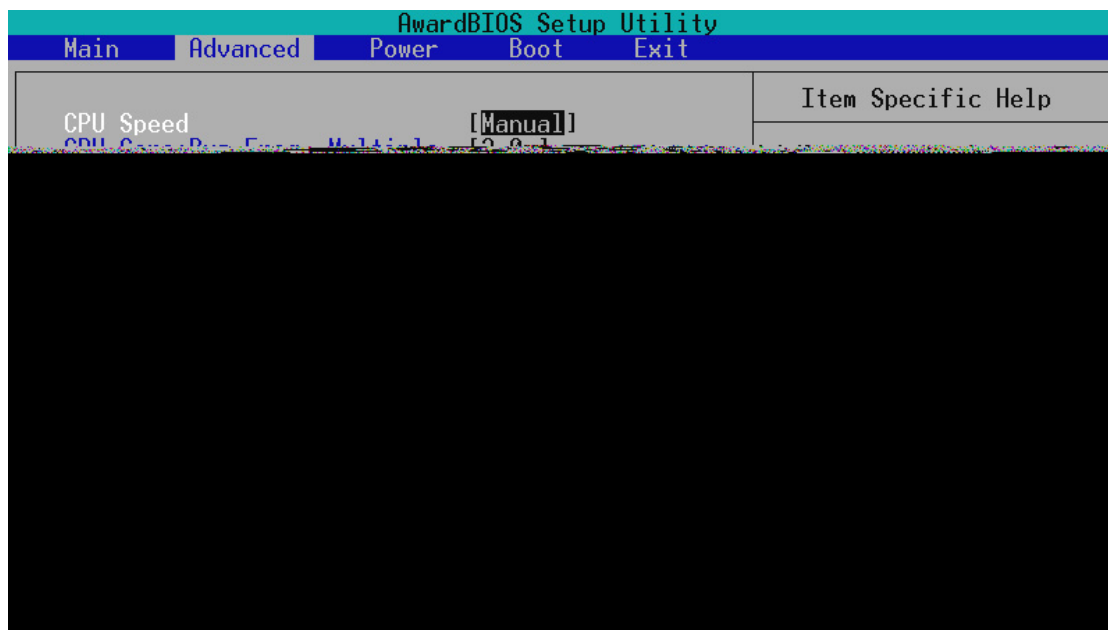 AwardBIOS Setup Utility
Main Advanced Power Boot Exit
Item Specific Help
CPU Speed [Manual]